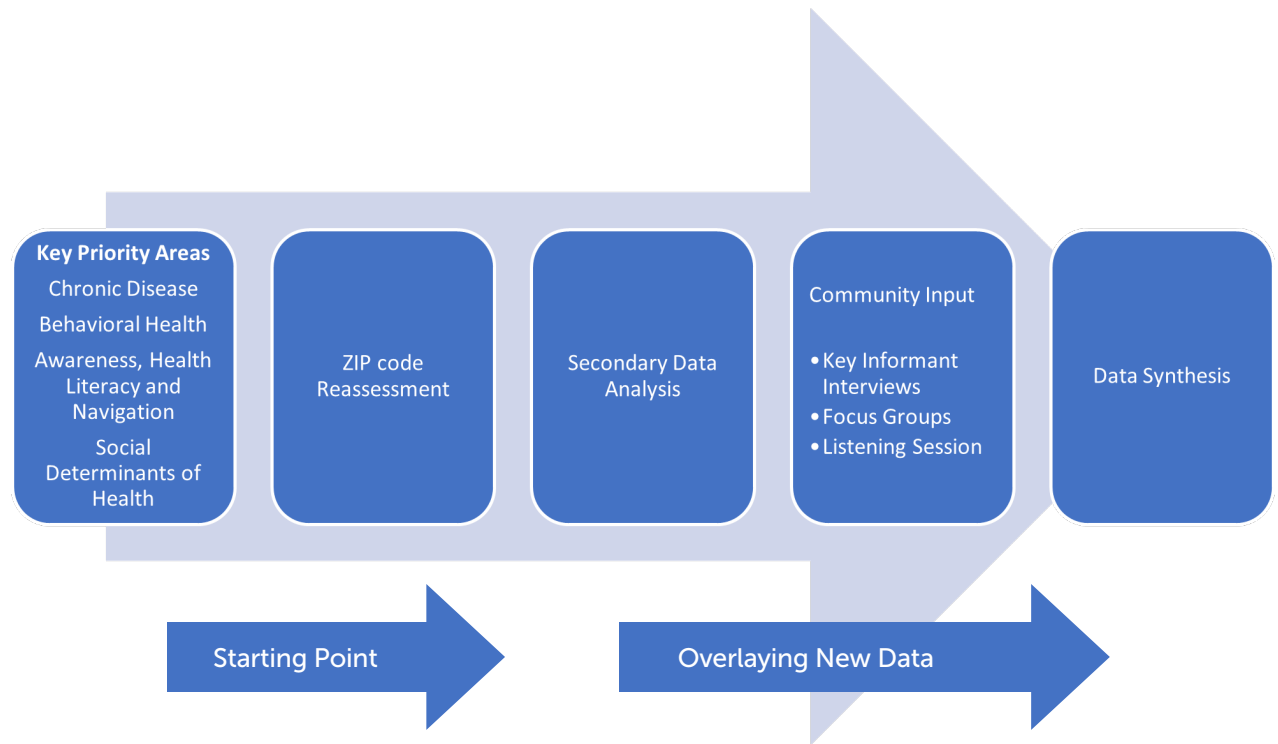 Key Priority Areas
Chronic Disease
Behavioral Health
Awareness, Health
Literacy and
Navigation
Social
Determinants of
Health
ZIP code
Reassessment
Secondary Data
Analysis
Community Input
•Key Informant
Interviews
•Focus Groups
•Listening Session
Data Synthesis
Starting Point
Overlaying New Data